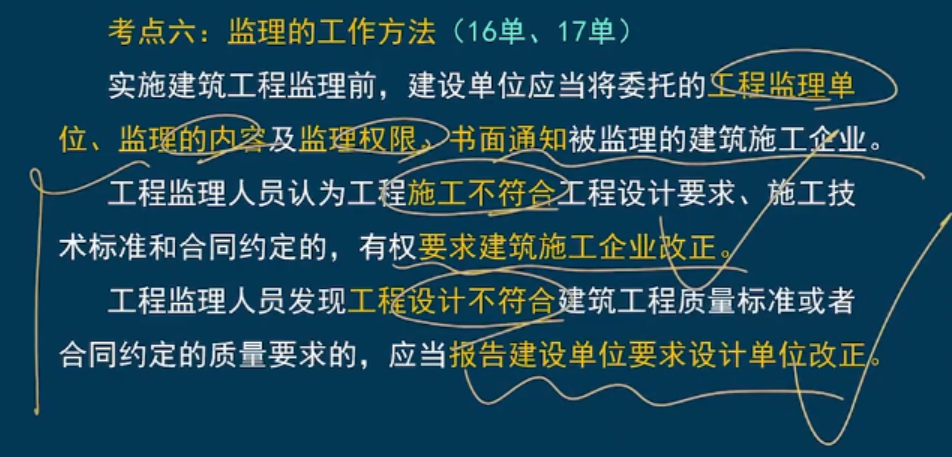 考点六：监理的工作方法（16单、17单）
实施建筑工程监理前，建设单位应当将委托的工程监理单
位、监理的内容及监理权限、书面通知被监理的建筑施工企业。
工程监理人员认为工程施工不符合工程设计要求、施工技
术标准和合同约定的，有权要求建筑施工企业改正。
工程监理人员发现工程设计不符合建筑工程质量标准或者
合同约定的质量要求的，应当报告建设单位要求设计单位改正。